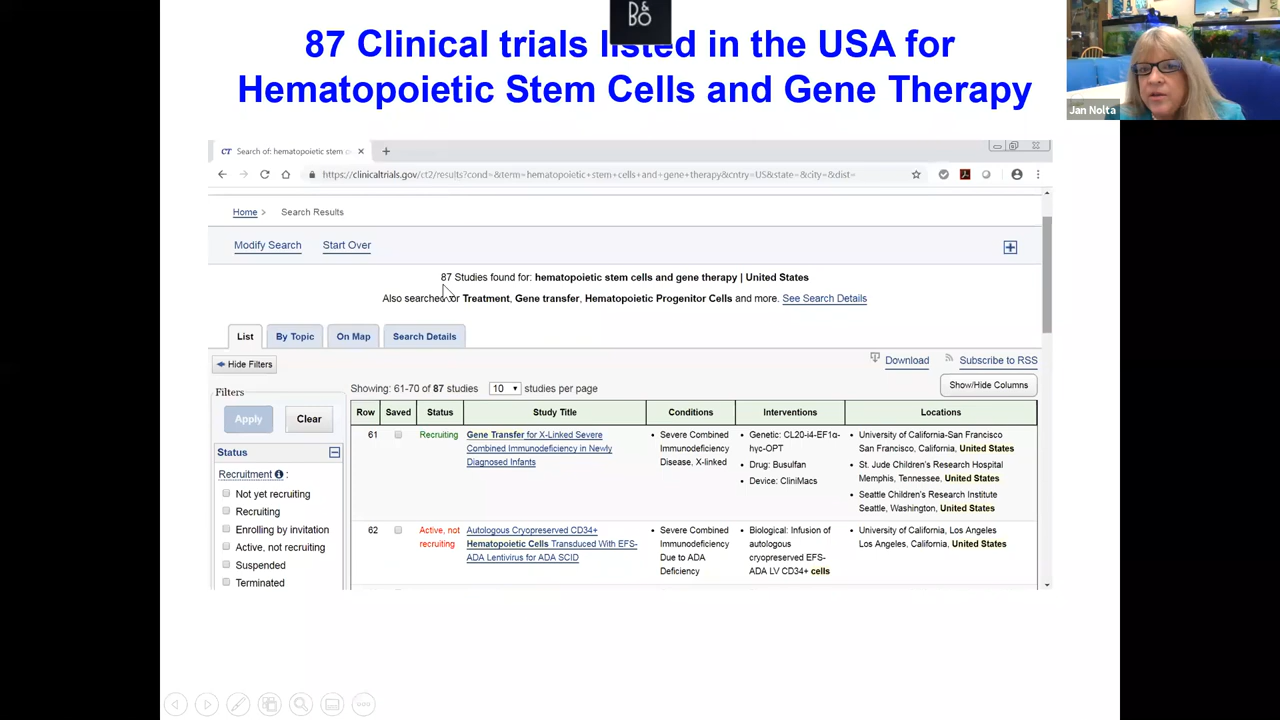 87 Clinical trials listed in the USA for
Hematopoietic Stem Cells and Gene Therapy
B&O
Jan Nolta
CT Search of: hematopoietic stem c
https://clinicaltrials.gov/ct2/results?cond=&term=hematopoietic+stem+cells+and+gene+therapy&cntry=US&state=&city=&dist=
Home > Search Results
Modify Search Start Over
87 Studies found for: hematopoietic stem cells and gene therapy | United States
Also searched for Treatment, Gene transfer, Hematopoietic Progenitor Cells and more. See Search Details
List By Topic On Map Search Details
Hide Filters
Download Subscribe to RSS
Filters
Showing: 61-70 of 87 studies 10 studies per page
Show/Hide Columns
Apply Clear
Row Saved Status Study Title Conditions Interventions Locations
61 Recruiting
Gene Transfer for X-Linked Severe
Combined Immunodeficiency in Newly
Diagnosed Infants
• Severe Combined
Immunodeficiency
Disease, X-linked
• Genetic: CL20-i4-EF1α-
hγc-OPT
• Drug: Busulfan
• Device: CliniMacs
• University of California-San Francisco
San Francisco, California, United States
• St. Jude Children's Research Hospital
Memphis, Tennessee, United States
• Seattle Children's Research Institute
Seattle, Washington, United States
62 Active, not
recruiting
Autologous Cryopreserved CD34+
Hematopoietic Cells Transduced With EFS-
ADA Lentivirus for ADA SCID
• Severe Combined
Immunodeficiency
Due to ADA
Deficiency
• Biological: Infusion of
autologous
cryopreserved EFS-
ADA LV CD34+ cells
• University of California, Los Angeles
Los Angeles, California, United States
Status
Recruitment :
Not yet recruiting
Recruiting
Enrolling by invitation
Active, not recruiting
Suspended
Terminated